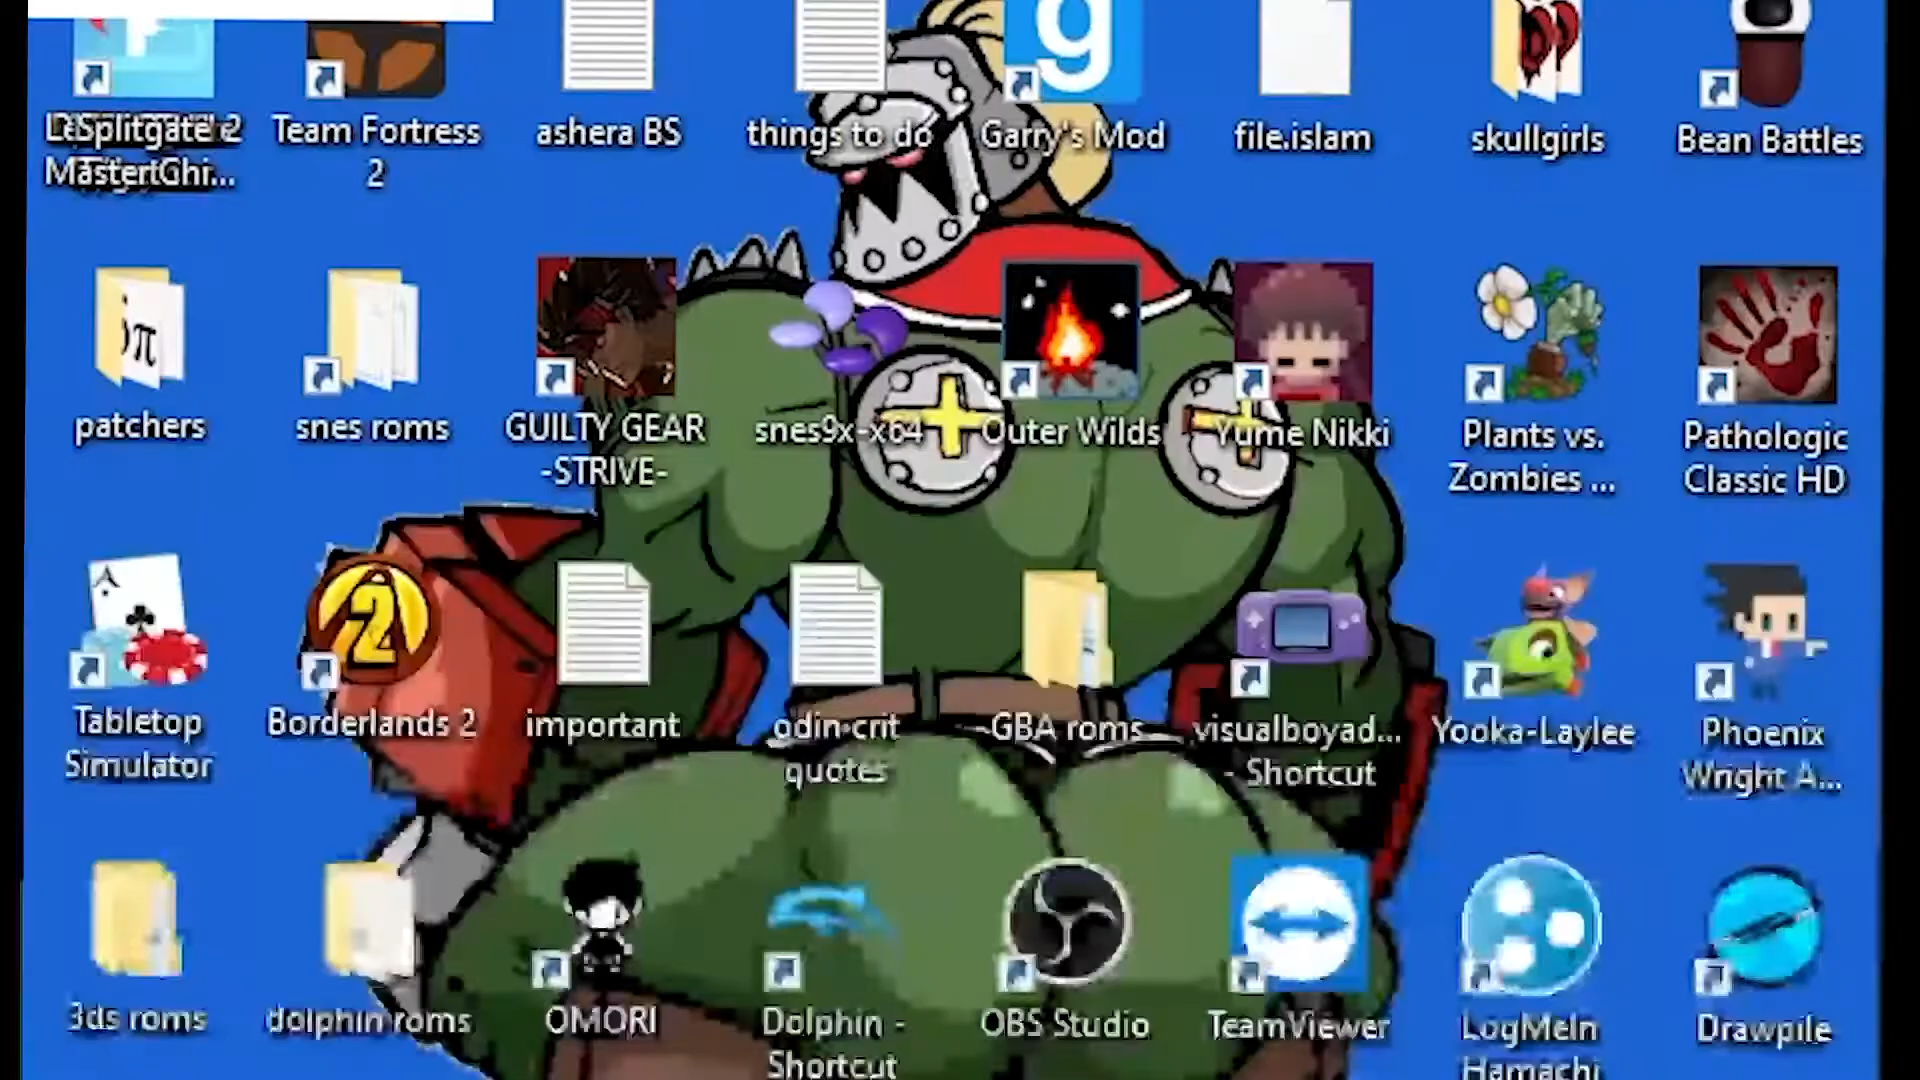 Splitgate 2
Team Fortress
2
ashera BS
things to do
Garry's Mod
file.islam
skullgirls
Bean Battles
patchers
snes roms
GUILTY GEAR
-STRIVE-
snes9x-x64
Outer Wilds
Yume Nikki
Plants vs.
Zombies ...
Pathologic
Classic HD
Tabletop
Simulator
Borderlands 2
important
odin crit
quotes
GBA roms
visualboyad...
- Shortcut
Yooka-Laylee
Phoenix
Wright A...
3ds roms
dolphin roms
OMORI
Dolphin -
Shortcut
OBS Studio
TeamViewer
LogMeIn
Hamachi
Drawpile